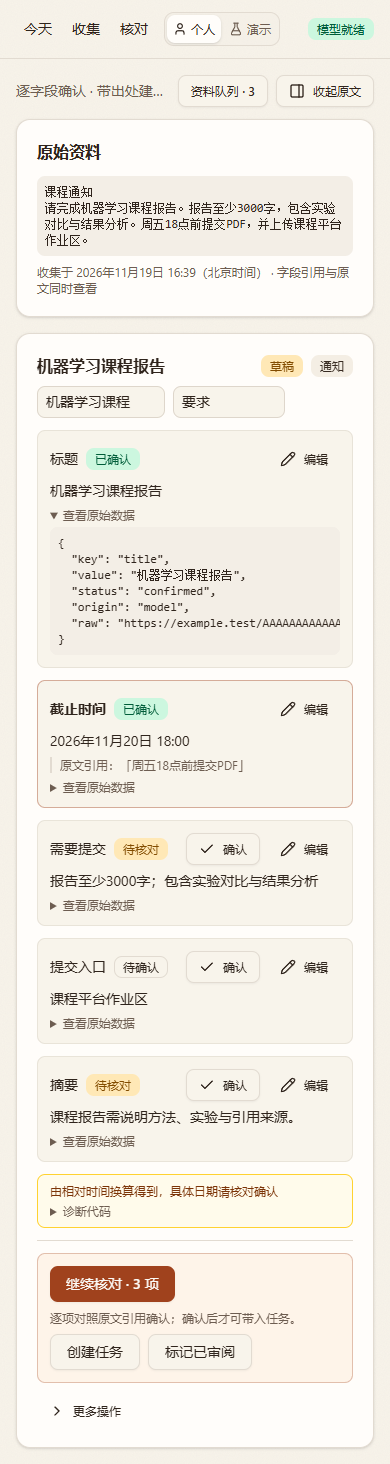 今天 收集 核对 个人 演示 模型就绪
逐字段确认 · 带出处建... 资料队列 · 3 收起原文
原始资料
课程通知
请完成机器学习课程报告。报告至少3000字，包含实验
对比与结果分析。周五18点前提交PDF，并上传课程平台
作业区。
收集于 2026年11月19日 16:39（北京时间） · 字段引用与原
文同时查看
机器学习课程报告 草稿 通知
机器学习课程 要求
标题 已确认 编辑
机器学习课程报告
▼ 查看原始数据
{
"key": "title",
"value": "机器学习课程报告",
"status": "confirmed",
"origin": "model",
"raw": "https://example.test/AAAAAAAAAAAA
}
截止时间 已确认 编辑
2026年11月20日 18:00
原文引用：「周五18点前提交PDF」
▶ 查看原始数据
需要提交 待核对 确认 编辑
报告至少3000字；包含实验对比与结果分析
▶ 查看原始数据
提交入口 待确认 确认 编辑
课程平台作业区
▶ 查看原始数据
摘要 待核对 确认 编辑
课程报告需说明方法、实验与引用来源。
▶ 查看原始数据
由相对时间换算得到，具体日期请核对确认
▶ 诊断代码
继续核对 · 3 项
逐项对照原文引用确认；确认后才可带入任务。
创建任务 标记已审阅
更多操作